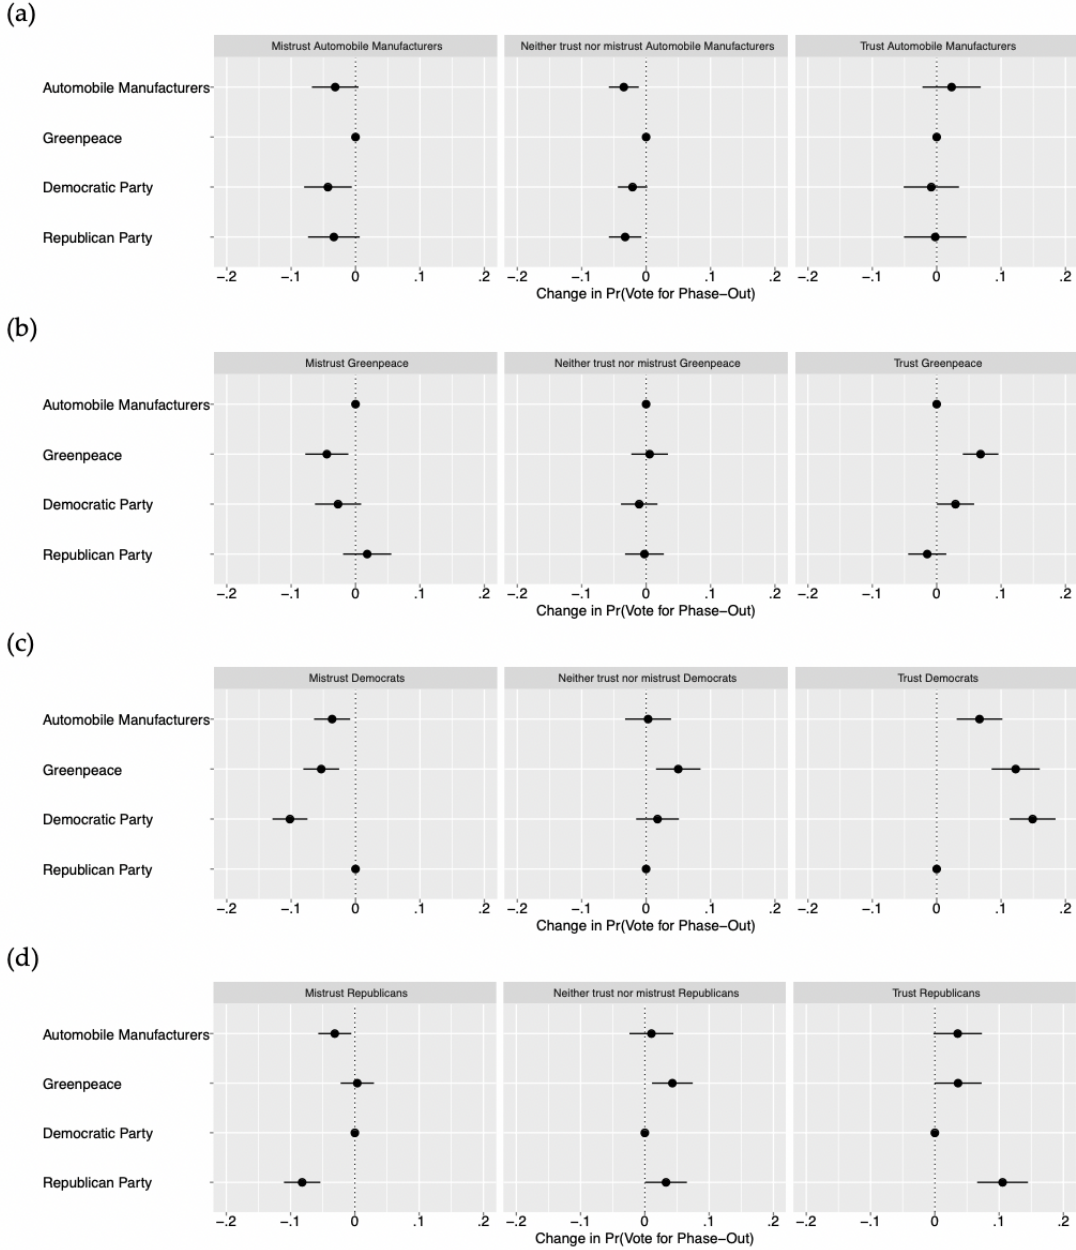 (a)
Mistrust Automobile Manufacturers Neither trust nor mistrust Automobile Manufacturers Trust Automobile Manufacturers
Automobile Manufacturers
Greenpeace
Democratic Party
Republican Party
−.2 −.1 0 .1 .2 −.2 −.1 0 .1 .2 −.2 −.1 0 .1 .2
Change in Pr(Vote for Phase−Out)
(b)
Mistrust Greenpeace Neither trust nor mistrust Greenpeace Trust Greenpeace
Automobile Manufacturers
Greenpeace
Democratic Party
Republican Party
−.2 −.1 0 .1 .2 −.2 −.1 0 .1 .2 −.2 −.1 0 .1 .2
Change in Pr(Vote for Phase−Out)
(c)
Mistrust Democrats Neither trust nor mistrust Democrats Trust Democrats
Automobile Manufacturers
Greenpeace
Democratic Party
Republican Party
−.2 −.1 0 .1 .2 −.2 −.1 0 .1 .2 −.2 −.1 0 .1 .2
Change in Pr(Vote for Phase−Out)
(d)
Mistrust Republicans Neither trust nor mistrust Republicans Trust Republicans
Automobile Manufacturers
Greenpeace
Democratic Party
Republican Party
−.2 −.1 0 .1 .2 −.2 −.1 0 .1 .2 −.2 −.1 0 .1 .2
Change in Pr(Vote for Phase−Out)